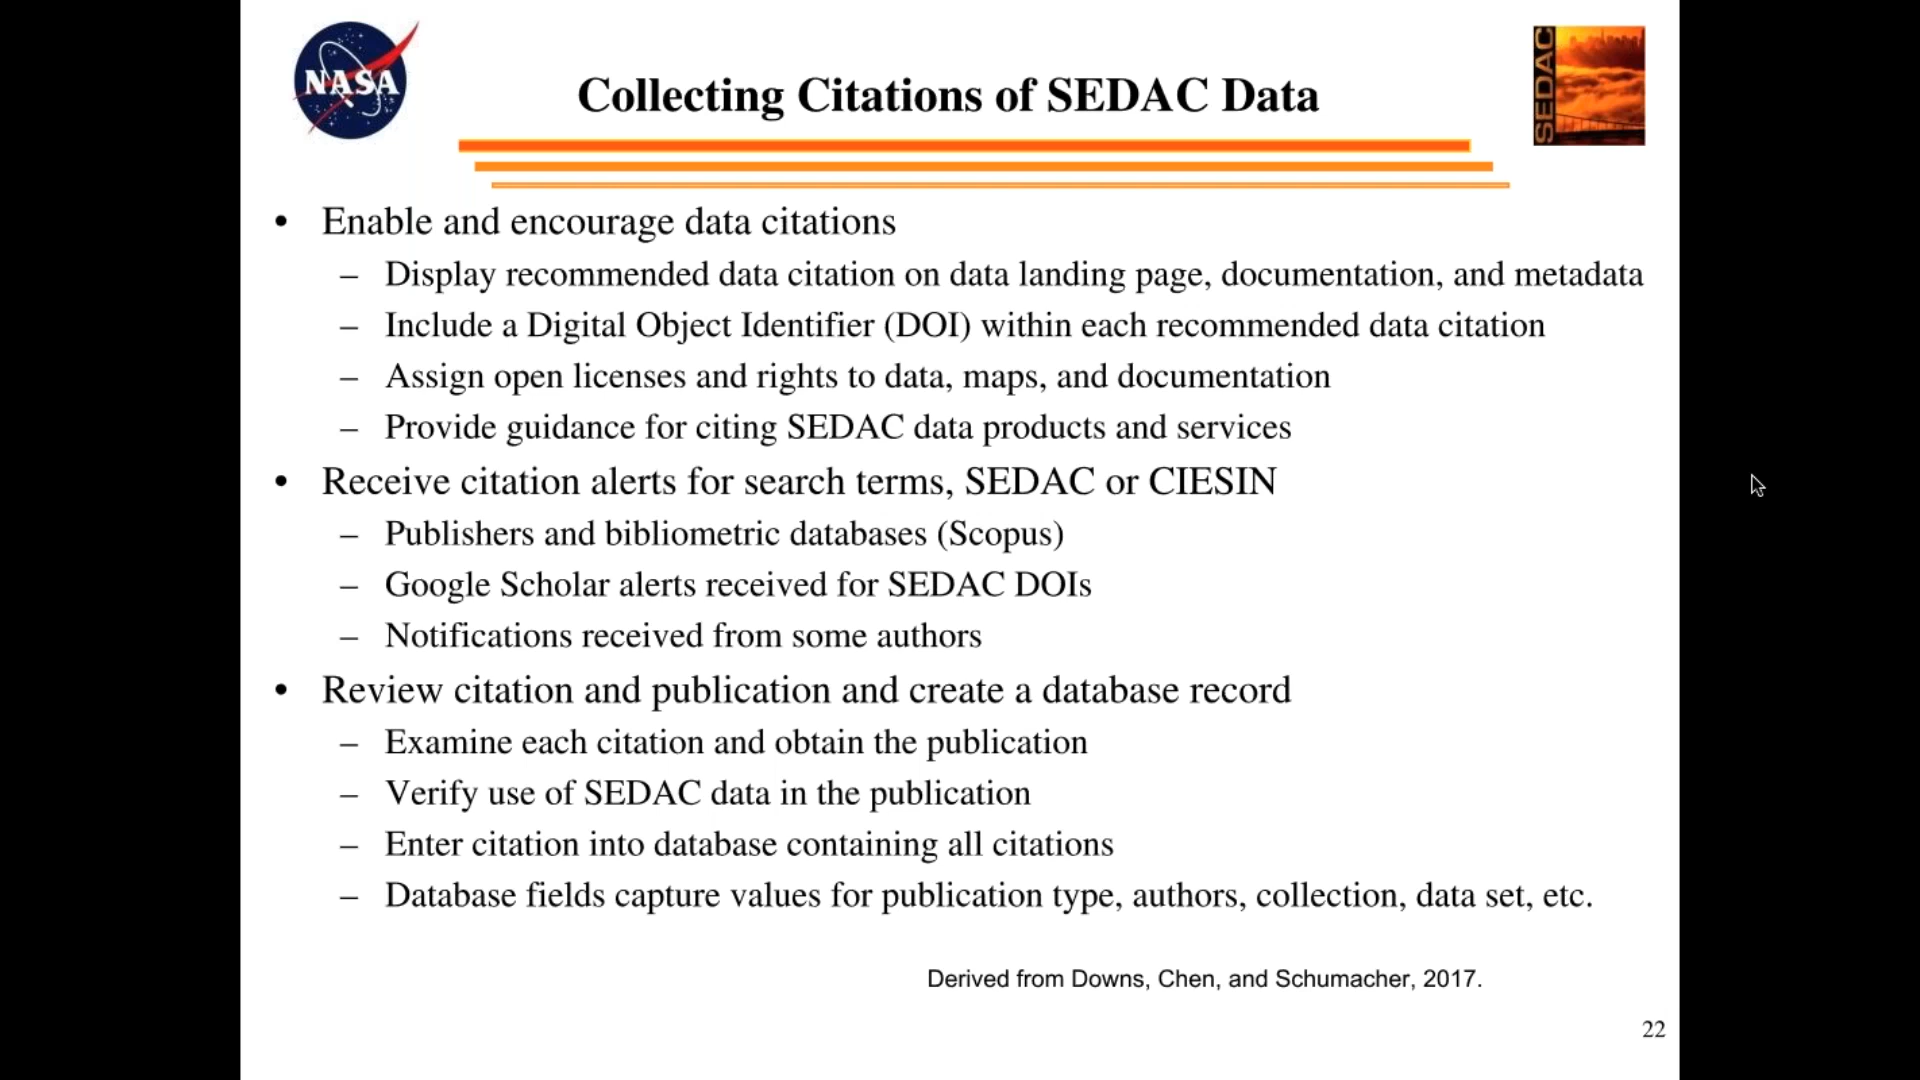 NASA
SEDAC
Collecting Citations of SEDAC Data
• Enable and encourage data citations
– Display recommended data citation on data landing page, documentation, and metadata
– Include a Digital Object Identifier (DOI) within each recommended data citation
– Assign open licenses and rights to data, maps, and documentation
– Provide guidance for citing SEDAC data products and services
• Receive citation alerts for search terms, SEDAC or CIESIN
– Publishers and bibliometric databases (Scopus)
– Google Scholar alerts received for SEDAC DOIs
– Notifications received from some authors
• Review citation and publication and create a database record
– Examine each citation and obtain the publication
– Verify use of SEDAC data in the publication
– Enter citation into database containing all citations
– Database fields capture values for publication type, authors, collection, data set, etc.
Derived from Downs, Chen, and Schumacher, 2017.
22